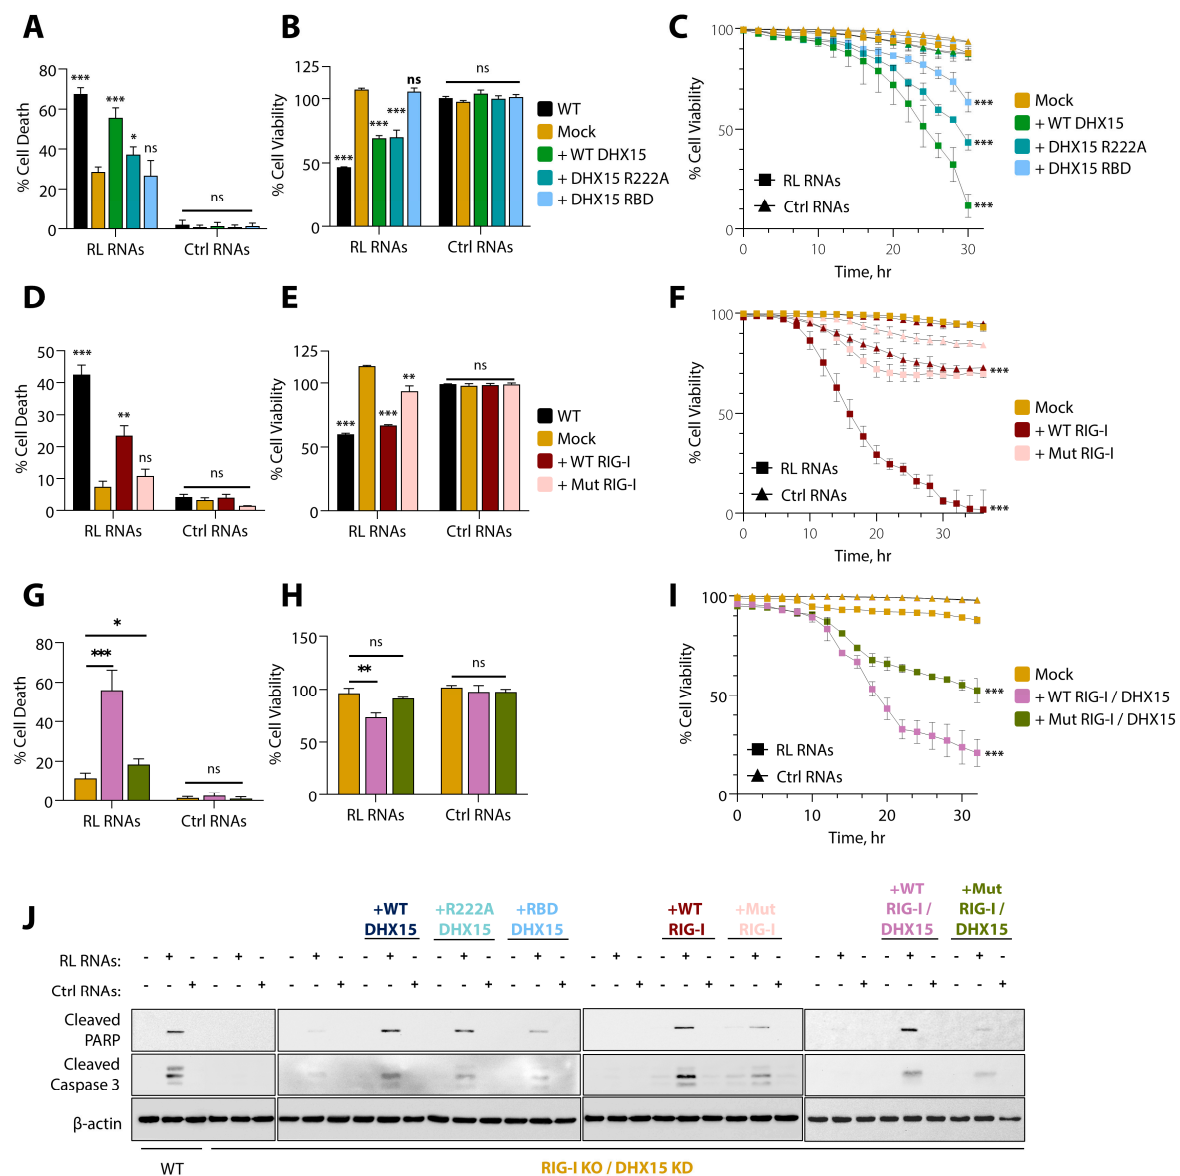 A
% Cell Death
80
60
40
20
0
***
***
*
ns
ns
RL RNAs
Ctrl RNAs
B
% Cell Viability
125
100
50
0
***
***
***
ns
ns
RL RNAs
Ctrl RNAs
WT
Mock
+ WT DHX15
+ DHX15 R222A
+ DHX15 RBD
C
% Cell Viability
100
50
0
RL RNAs
Ctrl RNAs
***
***
***
0
10
20
30
Time, hr
Mock
+ WT DHX15
+ DHX15 R222A
+ DHX15 RBD
D
% Cell Death
50
40
30
20
10
0
***
**
ns
ns
RL RNAs
Ctrl RNAs
E
% Cell Viability
125
100
50
0
***
***
**
ns
RL RNAs
Ctrl RNAs
WT
Mock
+ WT RIG-I
+ Mut RIG-I
F
% Cell Viability
100
50
0
RL RNAs
Ctrl RNAs
***
***
0
10
20
30
Time, hr
Mock
+ WT RIG-I
+ Mut RIG-I
G
% Cell Death
80
60
40
20
0
*
***
ns
RL RNAs
Ctrl RNAs
H
% Cell Viability
150
100
50
0
ns
**
ns
RL RNAs
Ctrl RNAs
I
% Cell Viability
100
50
0
RL RNAs
Ctrl RNAs
***
***
0
10
20
30
Time, hr
Mock
+ WT RIG-I / DHX15
+ Mut RIG-I / DHX15
J
+WT DHX15
+R222A DHX15
+RBD DHX15
+WT RIG-I
+Mut RIG-I
+WT RIG-I / DHX15
+Mut RIG-I / DHX15
RL RNAs: - + - - + - - + - - + - - + - - + - - + - - + - - + - - + - - + - - + -
Ctrl RNAs: - - + - - + - - + - - + - - + - - + - - + - - + - - + - - + - - + - - +
Cleaved PARP
Cleaved Caspase 3
β-actin
WT
RIG-I KO / DHX15 KD